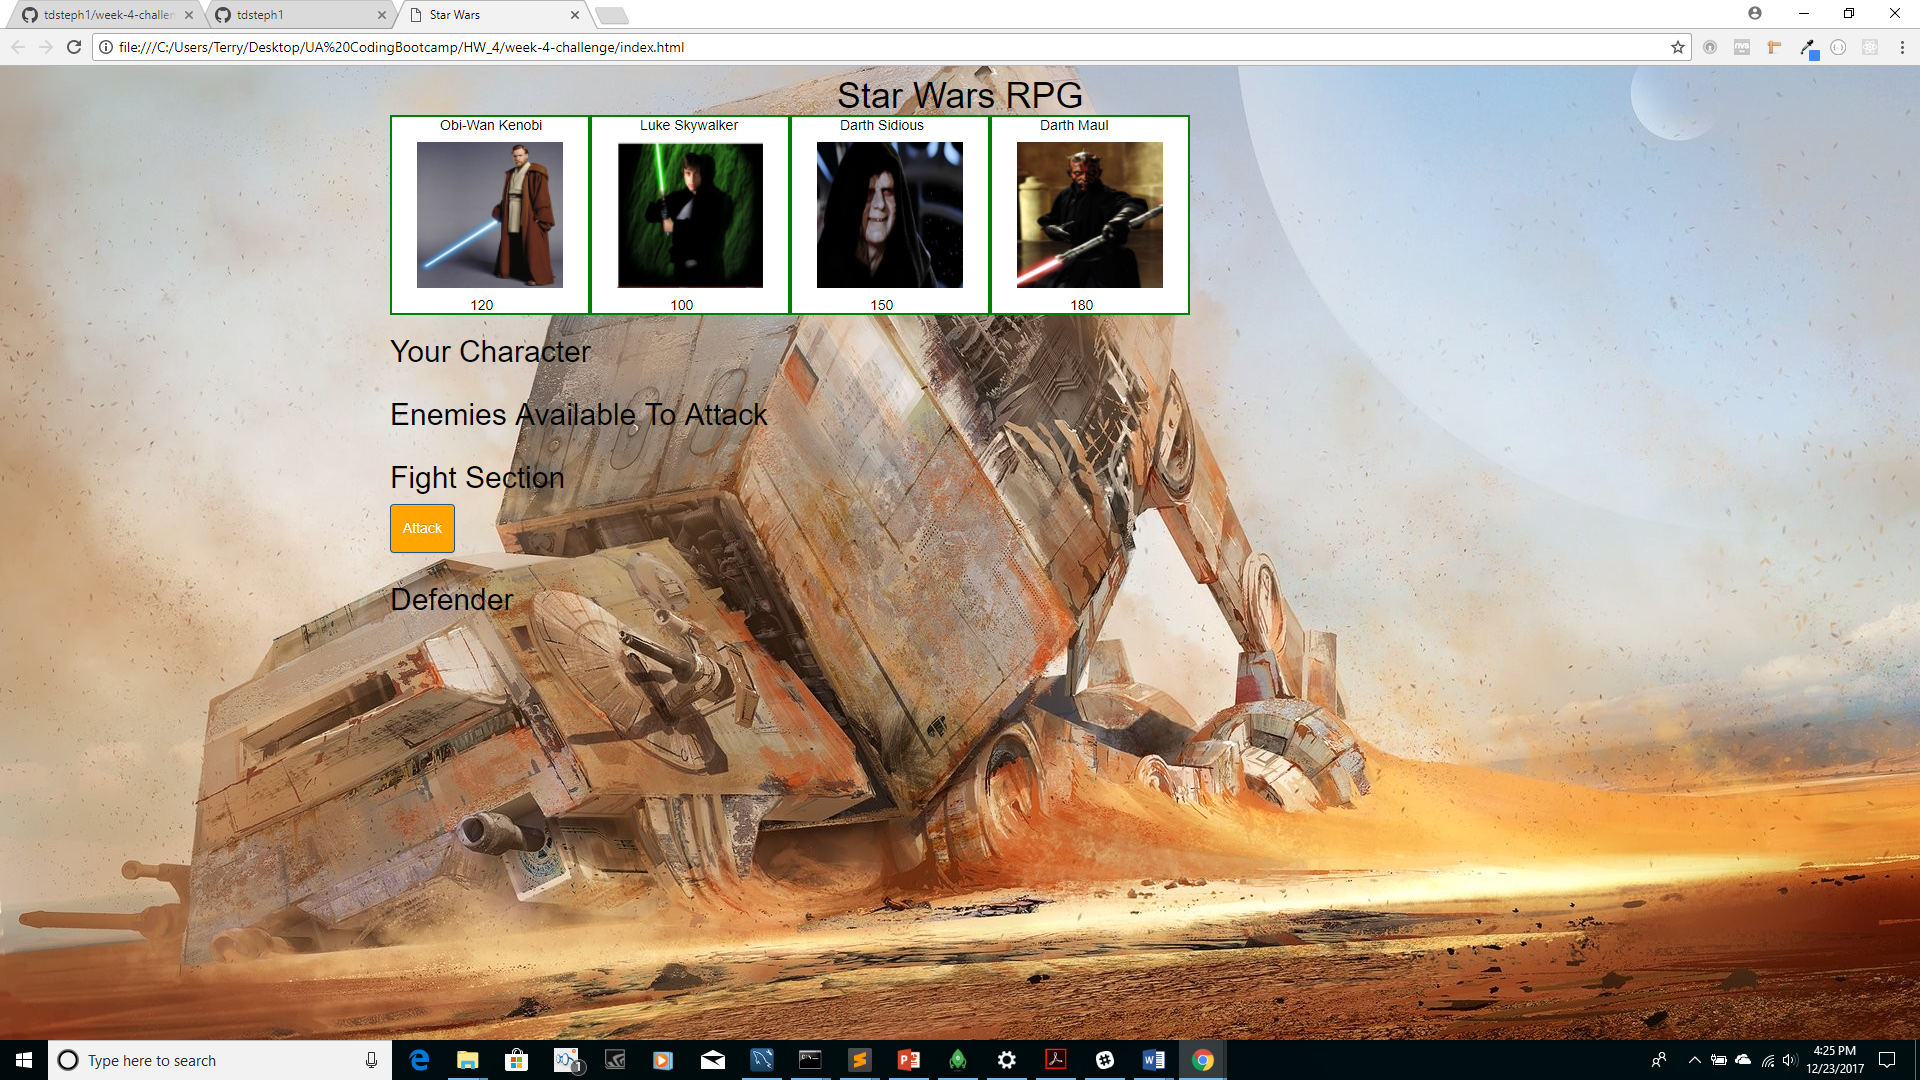 tdsteph1/week-4-challen
tdsteph1
Star Wars
file:///C:/Users/Terry/Desktop/UA%20CodingBootcamp/HW_4/week-4-challenge/index.html
Star Wars RPG
Obi-Wan Kenobi
Luke Skywalker
Darth Sidious
Darth Maul
120
100
150
180
Your Character
Enemies Available To Attack
Fight Section
Attack
Defender
Type here to search
1
4:25 PM
12/23/2017